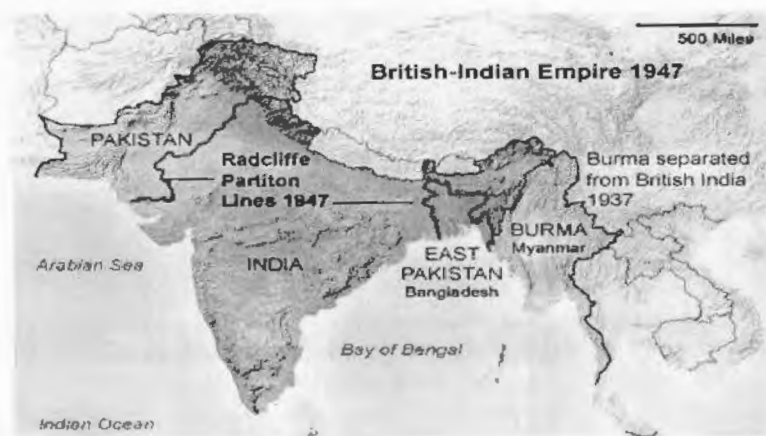 500 Miles
British-Indian Empire 1947
PAKISTAN
Radcliffe
Partiton
Lines 1947
Burma separated
from British India
1937
BURMA
Myanmar
EAST
PAKISTAN
Bangladesh
INDIA
Arabian Sea
Bay of Bengal
Indian Ocean